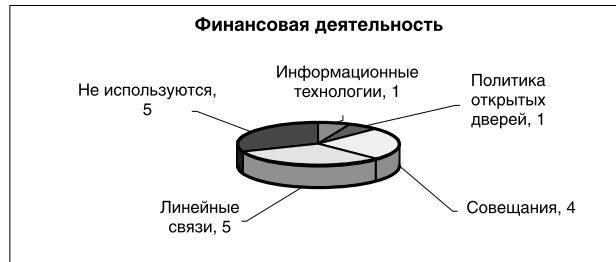 Финансовая деятельность
Информационные
технологии, 1
Политика
открытых
дверей, 1
Не используются,
5
Линейные
связи, 5
Совещания, 4